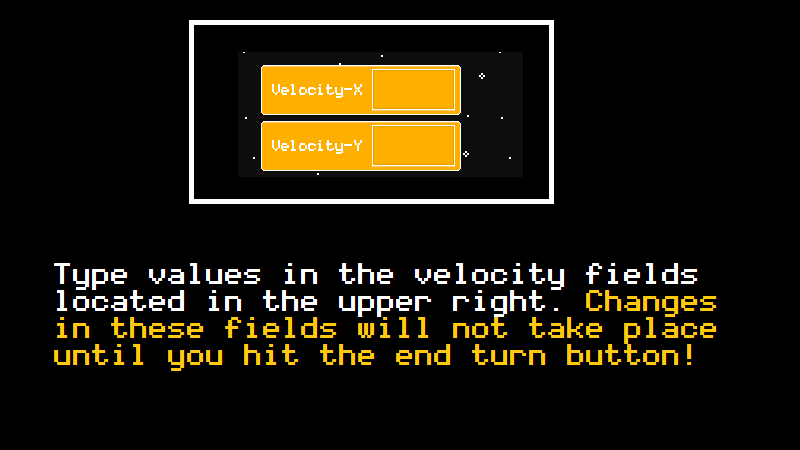 Velocity-X
Velocity-Y
Type values in the velocity fields
located in the upper right. Changes
in these fields will not take place
until you hit the end turn button!